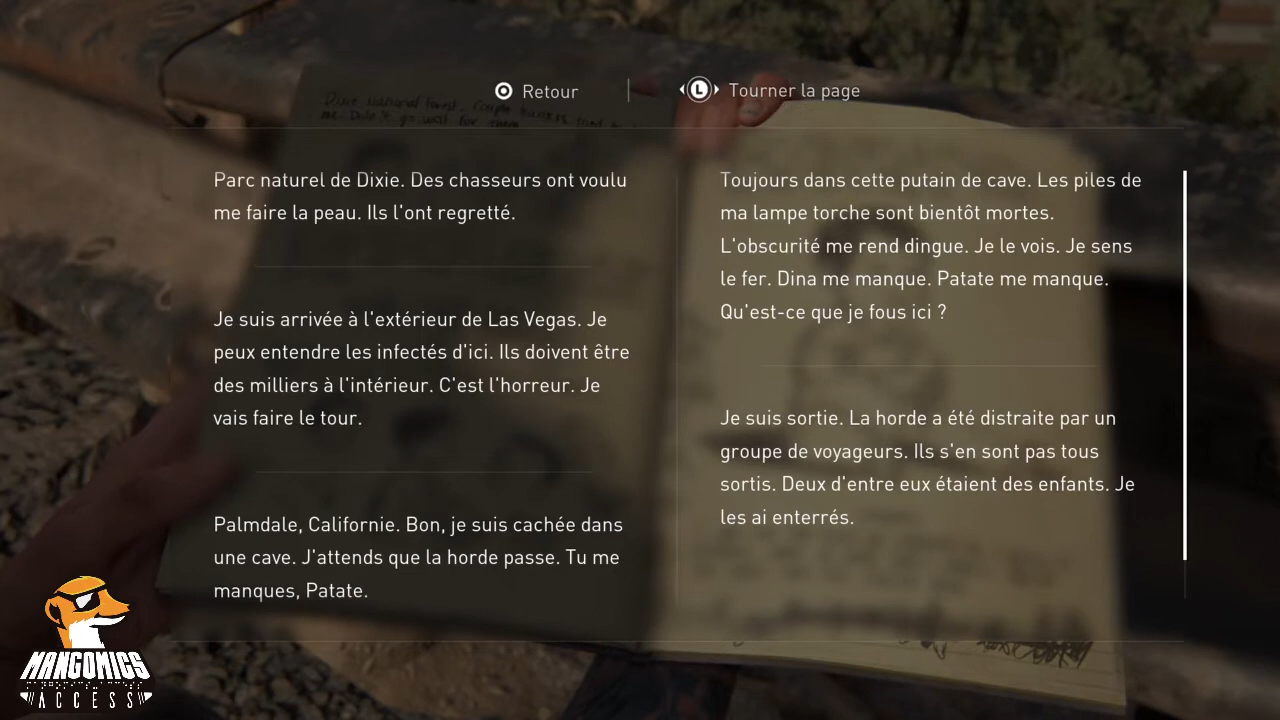 Retour
L
Tourner la page
Dixie National Forest.
Parc naturel de Dixie. Des chasseurs ont voulu
me faire la peau. Ils l'ont regretté.
Je suis arrivée à l'extérieur de Las Vegas. Je
peux entendre les infectés d'ici. Ils doivent être
des milliers à l'intérieur. C'est l'horreur. Je
vais faire le tour.
Palmdale, Californie. Bon, je suis cachée dans
une cave. J'attends que la horde passe. Tu me
manques, Patate.
Toujours dans cette putain de cave. Les piles de
ma lampe torche sont bientôt mortes.
L'obscurité me rend dingue. Je le vois. Je sens
le fer. Dina me manque. Patate me manque.
Qu'est-ce que je fous ici ?
Je suis sortie. La horde a été distraite par un
groupe de voyageurs. Ils s'en sont pas tous
sortis. Deux d'entre eux étaient des enfants. Je
les ai enterrés.
MANGOMICS
ACCESS